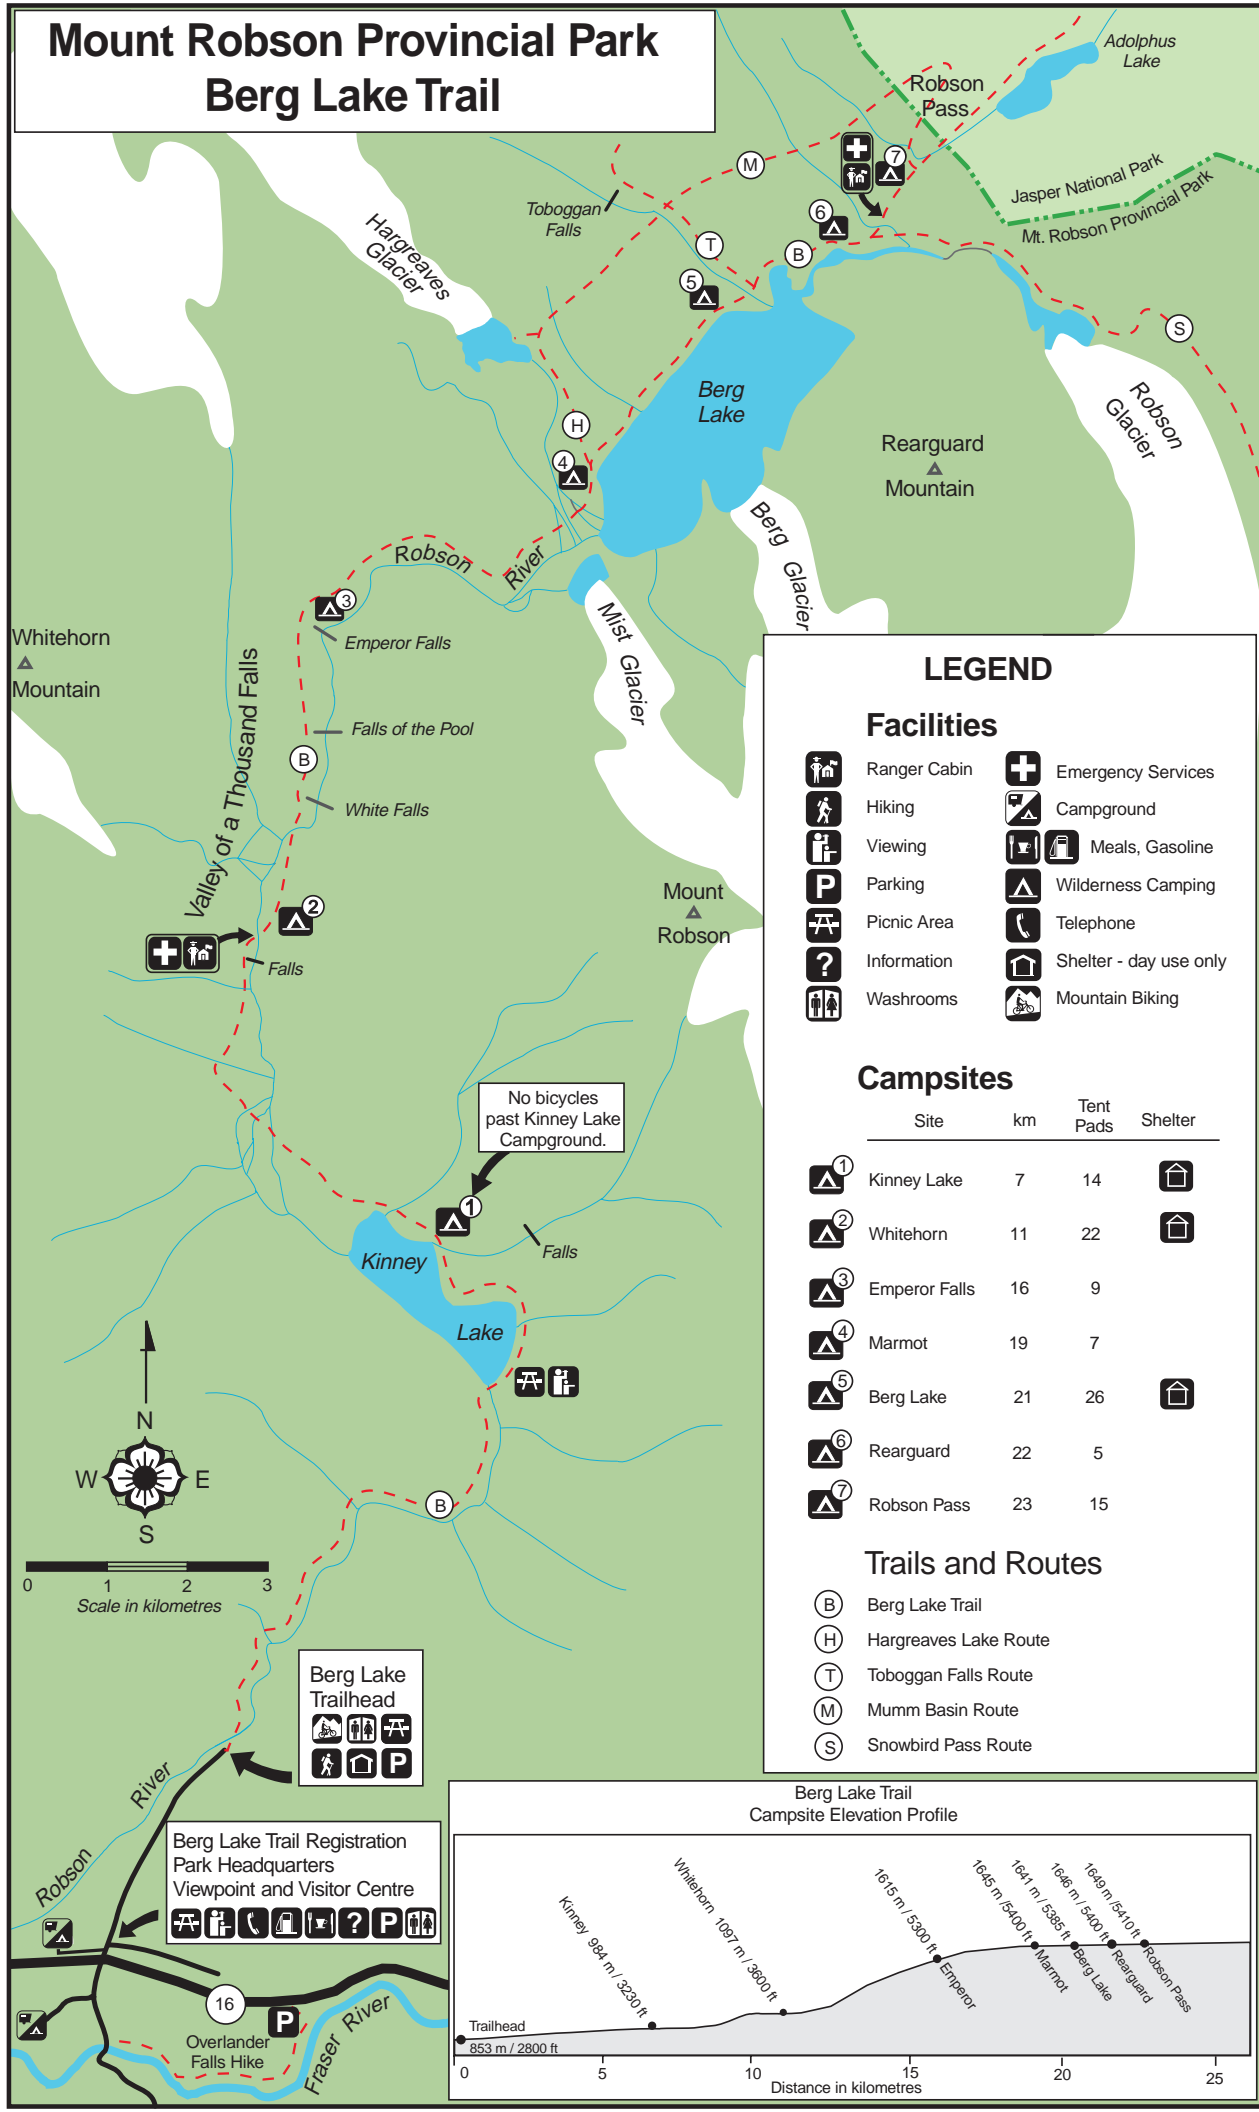 Mount Robson Provincial Park
Berg Lake Trail
Adolphus
Lake
Robson
Pass
Jasper National Park
Mt. Robson Provincial Park
M
7
6
Toboggan
Falls
T
B
5
Hargreaves
Glacier
S
Berg
Lake
Robson
Glacier
H
4
Rearguard
Mountain
Berg Glacier
Robson River
3
Mist Glacier
Emperor Falls
Whitehorn
Mountain
Valley of a Thousand Falls
Falls of the Pool
B
White Falls
Mount
Robson
2
Falls
No bicycles
past Kinney Lake
Campground.
1
Falls
Kinney
Lake
B
N
W E
S
0 1 2 3
Scale in kilometres
Berg Lake
Trailhead
P
Robson River
Berg Lake Trail Registration
Park Headquarters
Viewpoint and Visitor Centre
? P
16
P
Overlander
Falls Hike
Fraser River
LEGEND
Facilities
Ranger Cabin
Emergency Services
Hiking
Campground
Viewing
Meals, Gasoline
P Parking
Wilderness Camping
Picnic Area
Telephone
? Information
Shelter - day use only
Washrooms
Mountain Biking
Campsites
Site km Tent Pads Shelter
1 Kinney Lake 7 14
2 Whitehorn 11 22
3 Emperor Falls 16 9
4 Marmot 19 7
5 Berg Lake 21 26
6 Rearguard 22 5
7 Robson Pass 23 15
Trails and Routes
B Berg Lake Trail
H Hargreaves Lake Route
T Toboggan Falls Route
M Mumm Basin Route
S Snowbird Pass Route
Berg Lake Trail
Campsite Elevation Profile
Trailhead
853 m / 2800 ft
Kinney 984 m / 3230 ft
Whitehorn 1097 m / 3600 ft
1615 m / 5300 ft Emperor
1645 m /5400 ft Marmot
1641 m / 5385 ft Berg Lake
1646 m / 5400 ft Rearguard
1649 m /5410 ft Robson Pass
0 5 10 15 20 25
Distance in kilometres